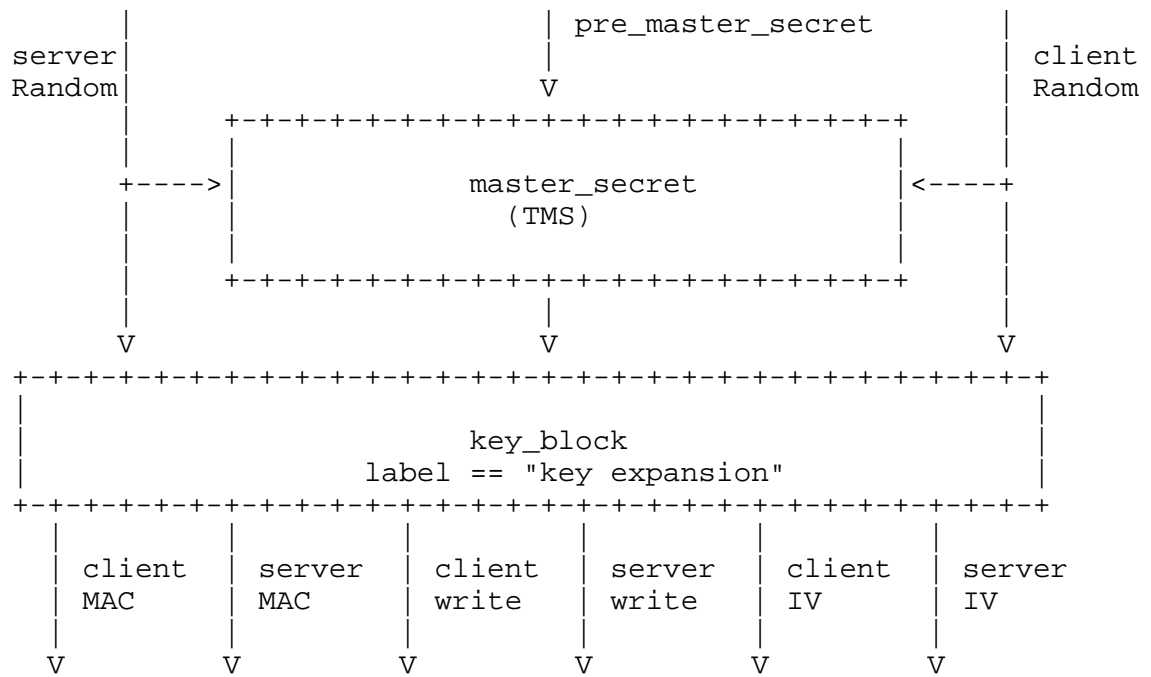 | | pre_master_secret |
server| | | client
Random| V | Random
| +-+-+-+-+-+-+-+-+-+-+-+-+-+-+-+-+-+-+-+ |
| | | |
+---->| master_secret |<----+
| | (TMS) | |
| | | |
| +-+-+-+-+-+-+-+-+-+-+-+-+-+-+-+-+-+-+-+ |
| | |
V V V
+-+-+-+-+-+-+-+-+-+-+-+-+-+-+-+-+-+-+-+-+-+-+-+-+-+-+-+-+-+
| |
| key_block |
| label == "key expansion" |
+-+-+-+-+-+-+-+-+-+-+-+-+-+-+-+-+-+-+-+-+-+-+-+-+-+-+-+-+-+
| | | | | |
| client | server | client | server | client | server
| MAC | MAC | write | write | IV | IV
| | | | | |
V V V V V V